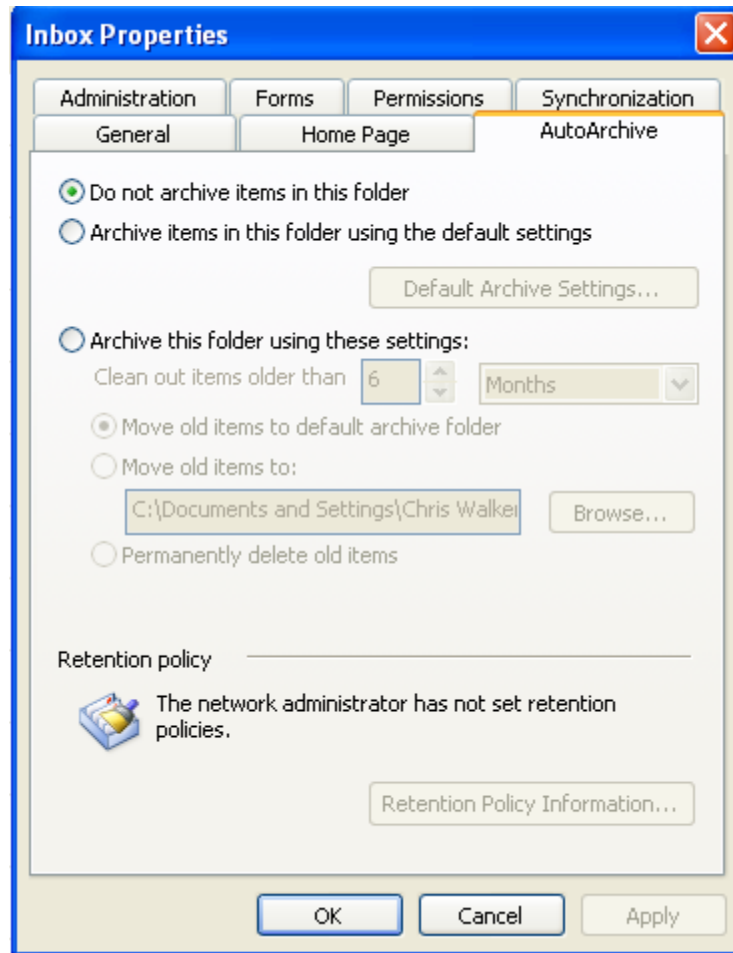 Inbox Properties
Administration Forms Permissions Synchronization
General Home Page AutoArchive
Do not archive items in this folder
Archive items in this folder using the default settings
Default Archive Settings...
Archive this folder using these settings:
Clean out items older than 6 Months
Move old items to default archive folder
Move old items to:
C:\Documents and Settings\Chris Walker Browse...
Permanently delete old items
Retention policy
The network administrator has not set retention
policies.
Retention Policy Information...
OK Cancel Apply